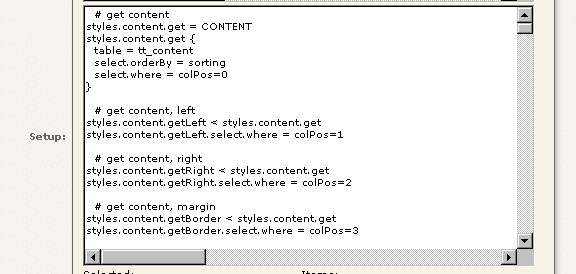 # get content
styles.content.get = CONTENT
styles.content.get {
table = tt_content
select.orderBy = sorting
select.where = colPos=0
}
# get content, left
styles.content.getLeft < styles.content.get
styles.content.getLeft.select.where = colPos=1
Setup:
# get content, right
styles.content.getRight < styles.content.get
styles.content.getRight.select.where = colPos=2
# get content, margin
styles.content.getBorder < styles.content.get
styles.content.getBorder.select.where = colPos=3
Selected: Items: